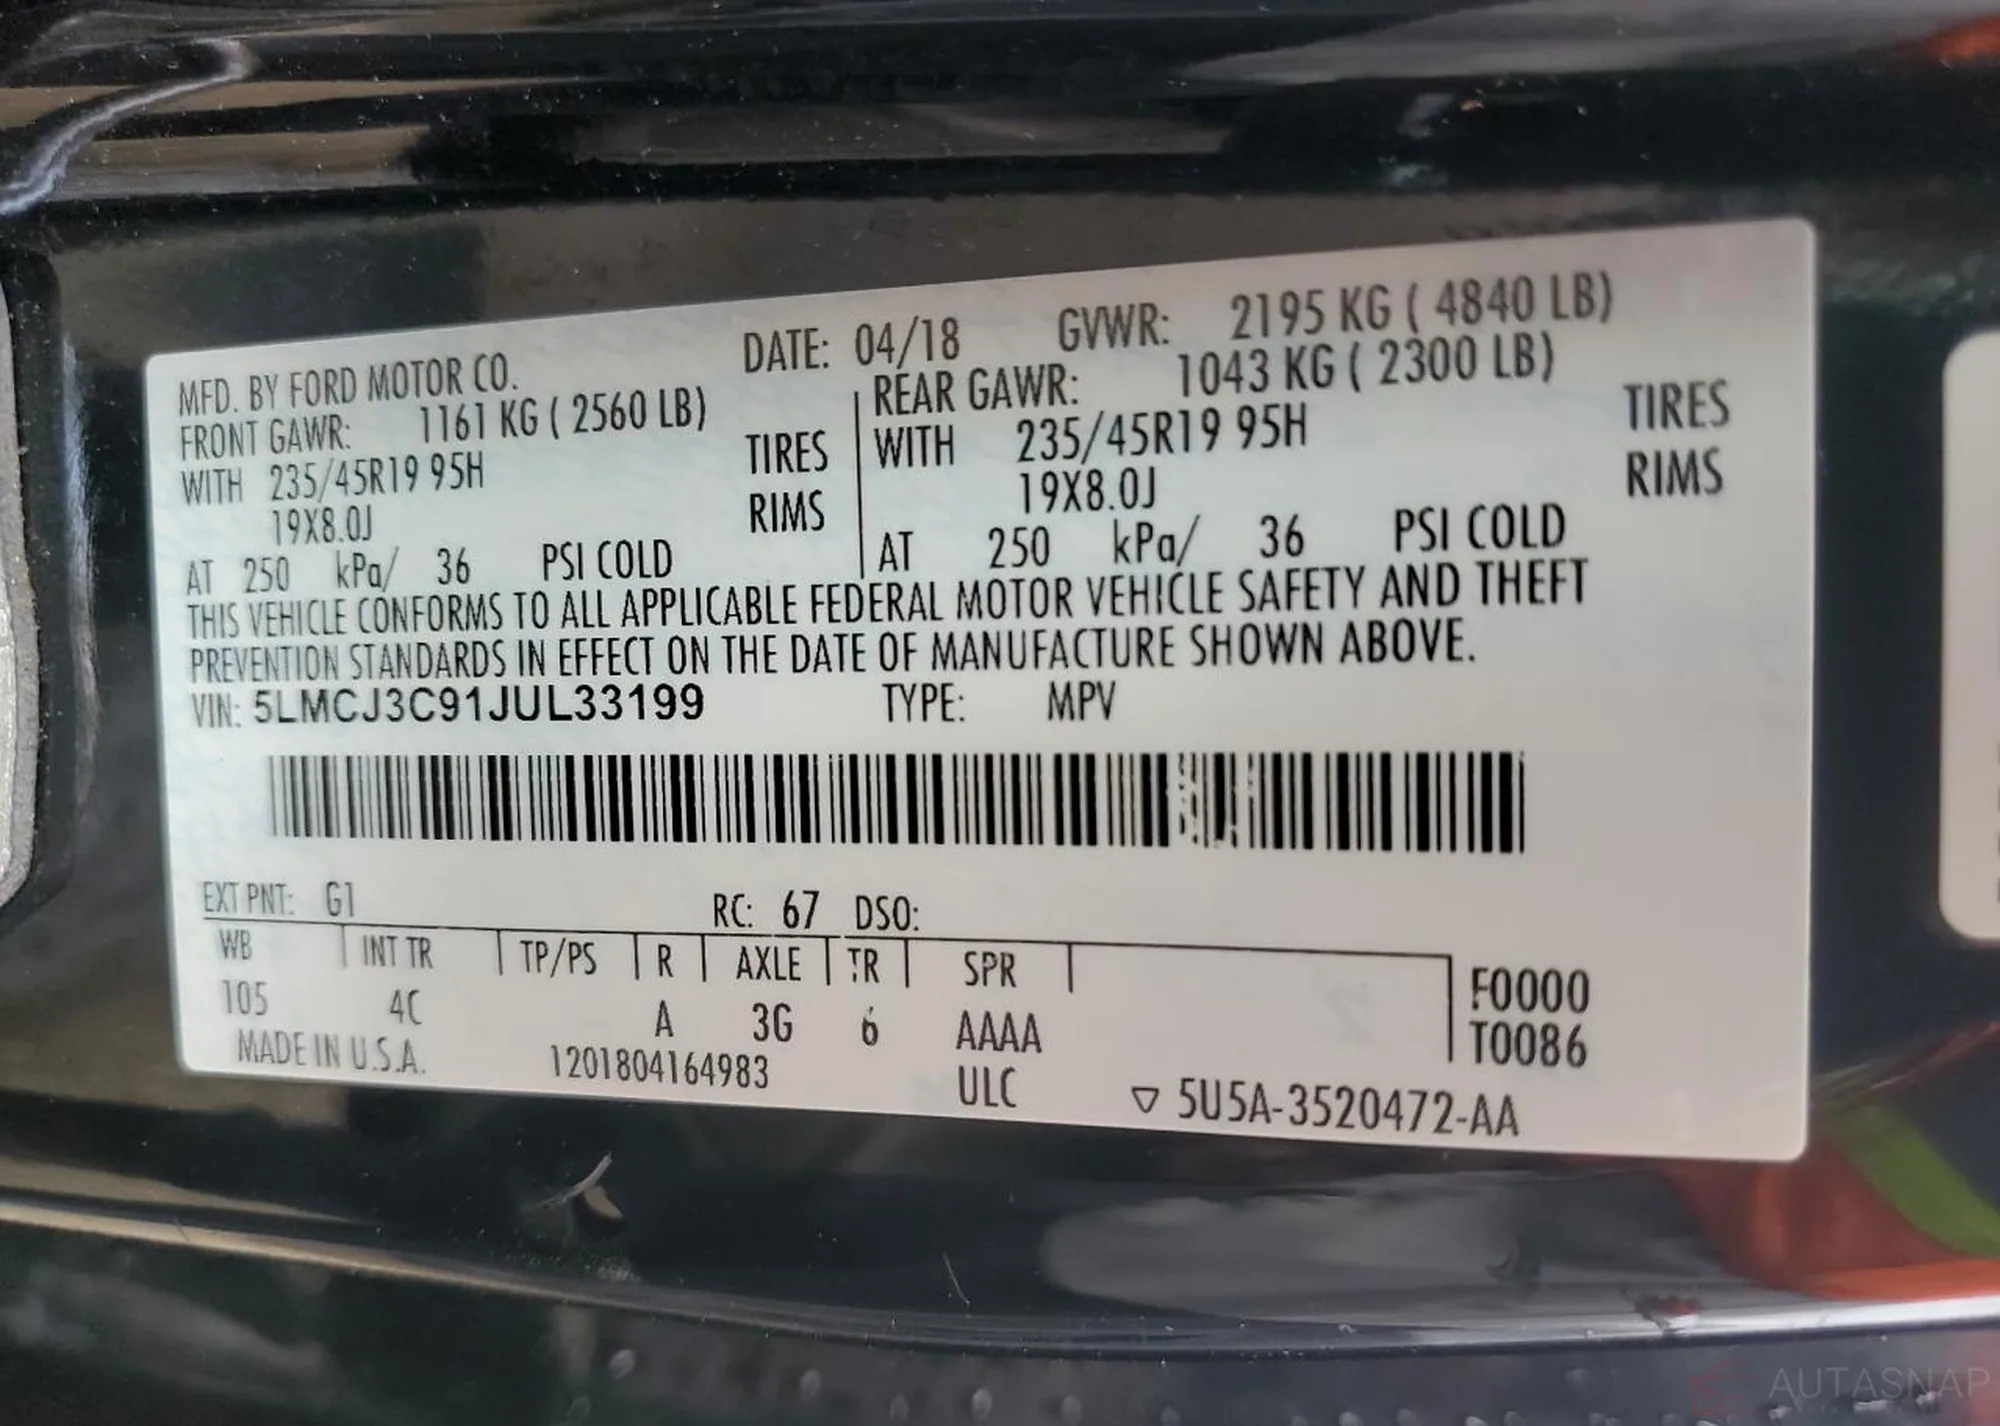 MFD. BY FORD MOTOR CO. DATE: 04/18 GVWR: 2195 KG ( 4840 LB)
FRONT GAWR: 1161 KG ( 2560 LB) REAR GAWR: 1043 KG ( 2300 LB)
WITH 235/45R19 95H TIRES WITH 235/45R19 95H TIRES
19X8.0J RIMS 19X8.0J RIMS
AT 250 kPa/ 36 PSI COLD AT 250 kPa/ 36 PSI COLD
THIS VEHICLE CONFORMS TO ALL APPLICABLE FEDERAL MOTOR VEHICLE SAFETY AND THEFT
PREVENTION STANDARDS IN EFFECT ON THE DATE OF MANUFACTURE SHOWN ABOVE.
VIN: 5LMCJ3C91JUL33199 TYPE: MPV
EXT PNT: G1 RC: 67 DSO:
WB INT TR TP/PS R AXLE TR SPR F0000
105 4C A 3G 6 AAAA T0086
MADE IN U.S.A. 1201804164983 ULC ▽ 5U5A-3520472-AA
AUTASNAP